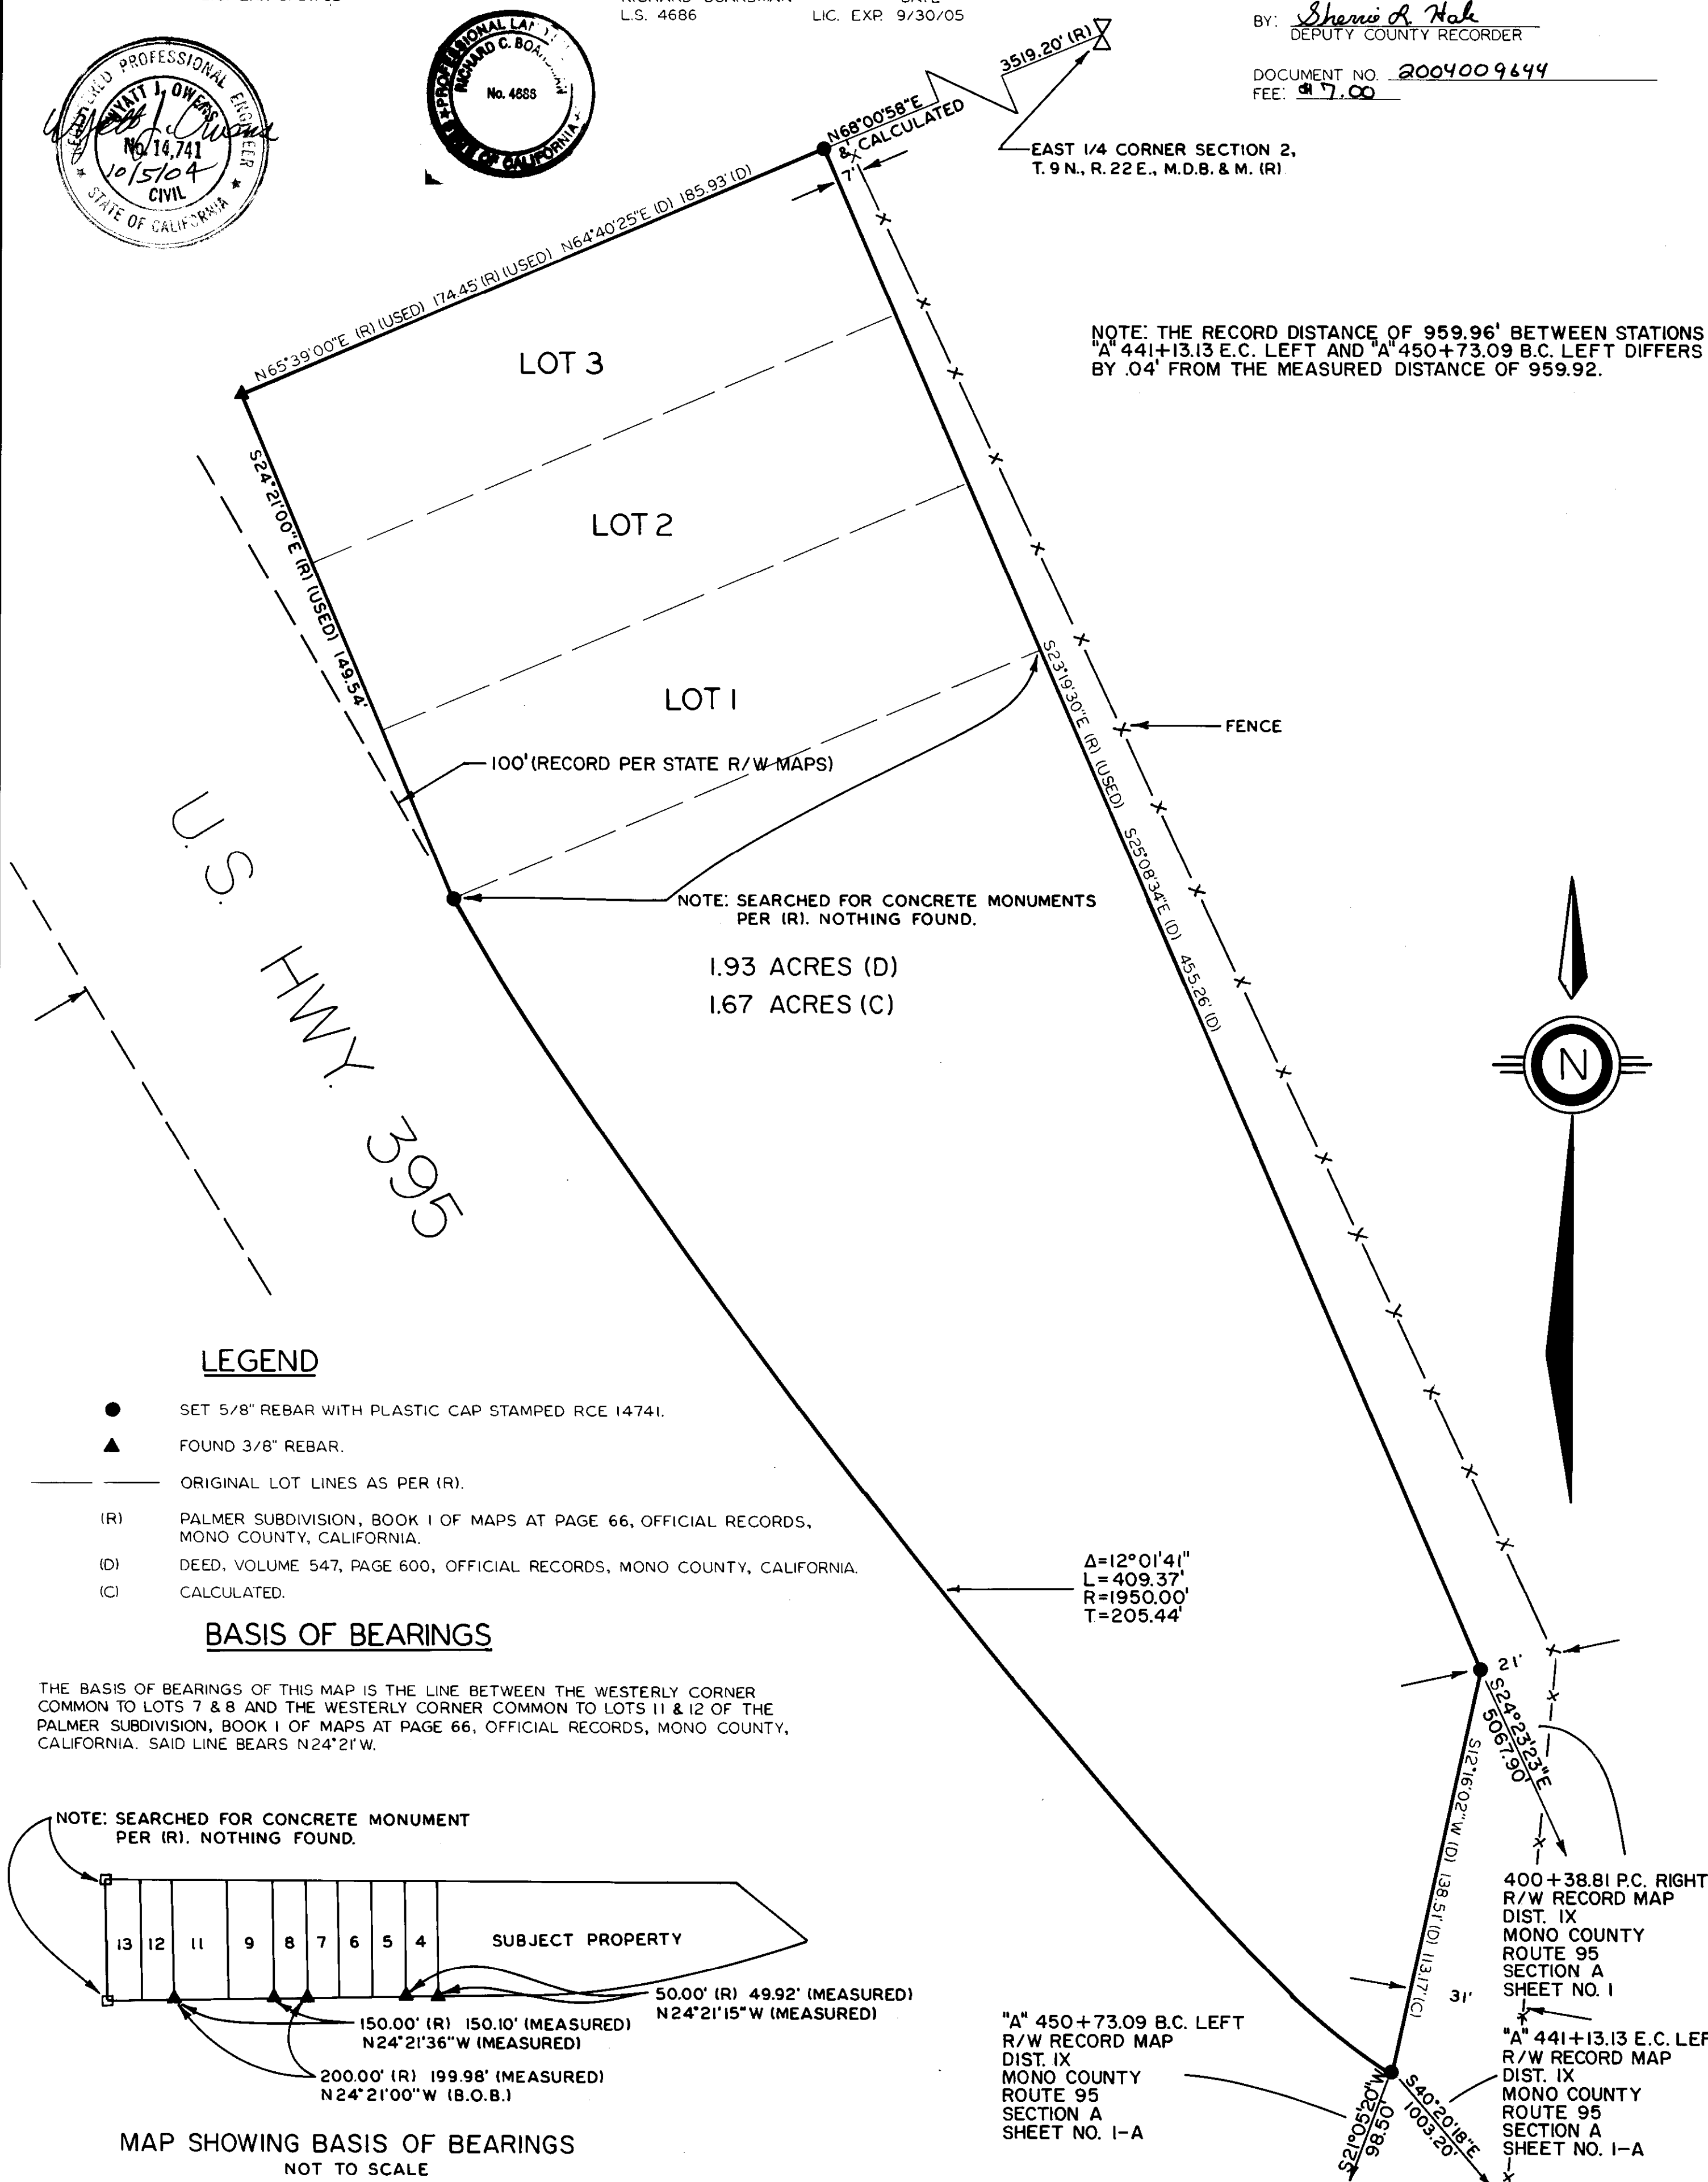 L.S. 4686 LIC. EXP. 9/30/05
BY: Sherrie R. Hale
DEPUTY COUNTY RECORDER
DOCUMENT NO. 2004009644
FEE: $7.00
PROFESSIONAL ENGINEER
WYATT J. OWENS
No. 14,741
10/5/04
CIVIL
STATE OF CALIFORNIA
PROFESSIONAL
RICHARD C.
No. 4686
OF CALIFORNIA
3519.20' (R)
N68°00'58"E
& CALCULATED
EAST 1/4 CORNER SECTION 2,
T. 9 N., R. 22 E., M.D.B. & M. (R)
7'
N65°39'00"E (R) (USED) 174.45' (R) (USED) N64°40'25"E (D) 185.93' (D)
NOTE: THE RECORD DISTANCE OF 959.96' BETWEEN STATIONS
"A" 441+13.13 E.C. LEFT AND "A" 450+73.09 B.C. LEFT DIFFERS
BY .04' FROM THE MEASURED DISTANCE OF 959.92.
LOT 3
S24°21'00"E (R) (USED) 149.54'
LOT 2
LOT 1
S23°19'30"E (R) (USED) S25°08'34"E (D) 455.26' (D)
FENCE
100' (RECORD PER STATE R/W MAPS)
U.S. HWY. 395
NOTE: SEARCHED FOR CONCRETE MONUMENTS
PER (R). NOTHING FOUND.
1.93 ACRES (D)
1.67 ACRES (C)
N
LEGEND
SET 5/8" REBAR WITH PLASTIC CAP STAMPED RCE 14741.
FOUND 3/8" REBAR.
ORIGINAL LOT LINES AS PER (R).
(R) PALMER SUBDIVISION, BOOK 1 OF MAPS AT PAGE 66, OFFICIAL RECORDS,
MONO COUNTY, CALIFORNIA.
(D) DEED, VOLUME 547, PAGE 600, OFFICIAL RECORDS, MONO COUNTY, CALIFORNIA.
(C) CALCULATED.
Δ=12°01'41"
L=409.37'
R=1950.00'
T=205.44'
BASIS OF BEARINGS
THE BASIS OF BEARINGS OF THIS MAP IS THE LINE BETWEEN THE WESTERLY CORNER
COMMON TO LOTS 7 & 8 AND THE WESTERLY CORNER COMMON TO LOTS 11 & 12 OF THE
PALMER SUBDIVISION, BOOK 1 OF MAPS AT PAGE 66, OFFICIAL RECORDS, MONO COUNTY,
CALIFORNIA. SAID LINE BEARS N24°21'W.
21'
S24°23'23"E
5067.90'
S12°16'02"W (D) 138.51' (D) 113.17' (C)
31'
400+38.81 P.C. RIGHT
R/W RECORD MAP
DIST. IX
MONO COUNTY
ROUTE 95
SECTION A
SHEET NO. 1
NOTE: SEARCHED FOR CONCRETE MONUMENT
PER (R). NOTHING FOUND.
13 12 11 9 8 7 6 5 4 SUBJECT PROPERTY
50.00' (R) 49.92' (MEASURED)
N24°21'15"W (MEASURED)
150.00' (R) 150.10' (MEASURED)
N24°21'36"W (MEASURED)
200.00' (R) 199.98' (MEASURED)
N24°21'00"W (B.O.B.)
MAP SHOWING BASIS OF BEARINGS
NOT TO SCALE
"A" 450+73.09 B.C. LEFT
R/W RECORD MAP
DIST. IX
MONO COUNTY
ROUTE 95
SECTION A
SHEET NO. 1-A
S21°05'20"W
98.50'
S40°20'18"E
1003.20'
"A" 441+13.13 E.C. LEF
R/W RECORD MAP
DIST. IX
MONO COUNTY
ROUTE 95
SECTION A
SHEET NO. 1-A